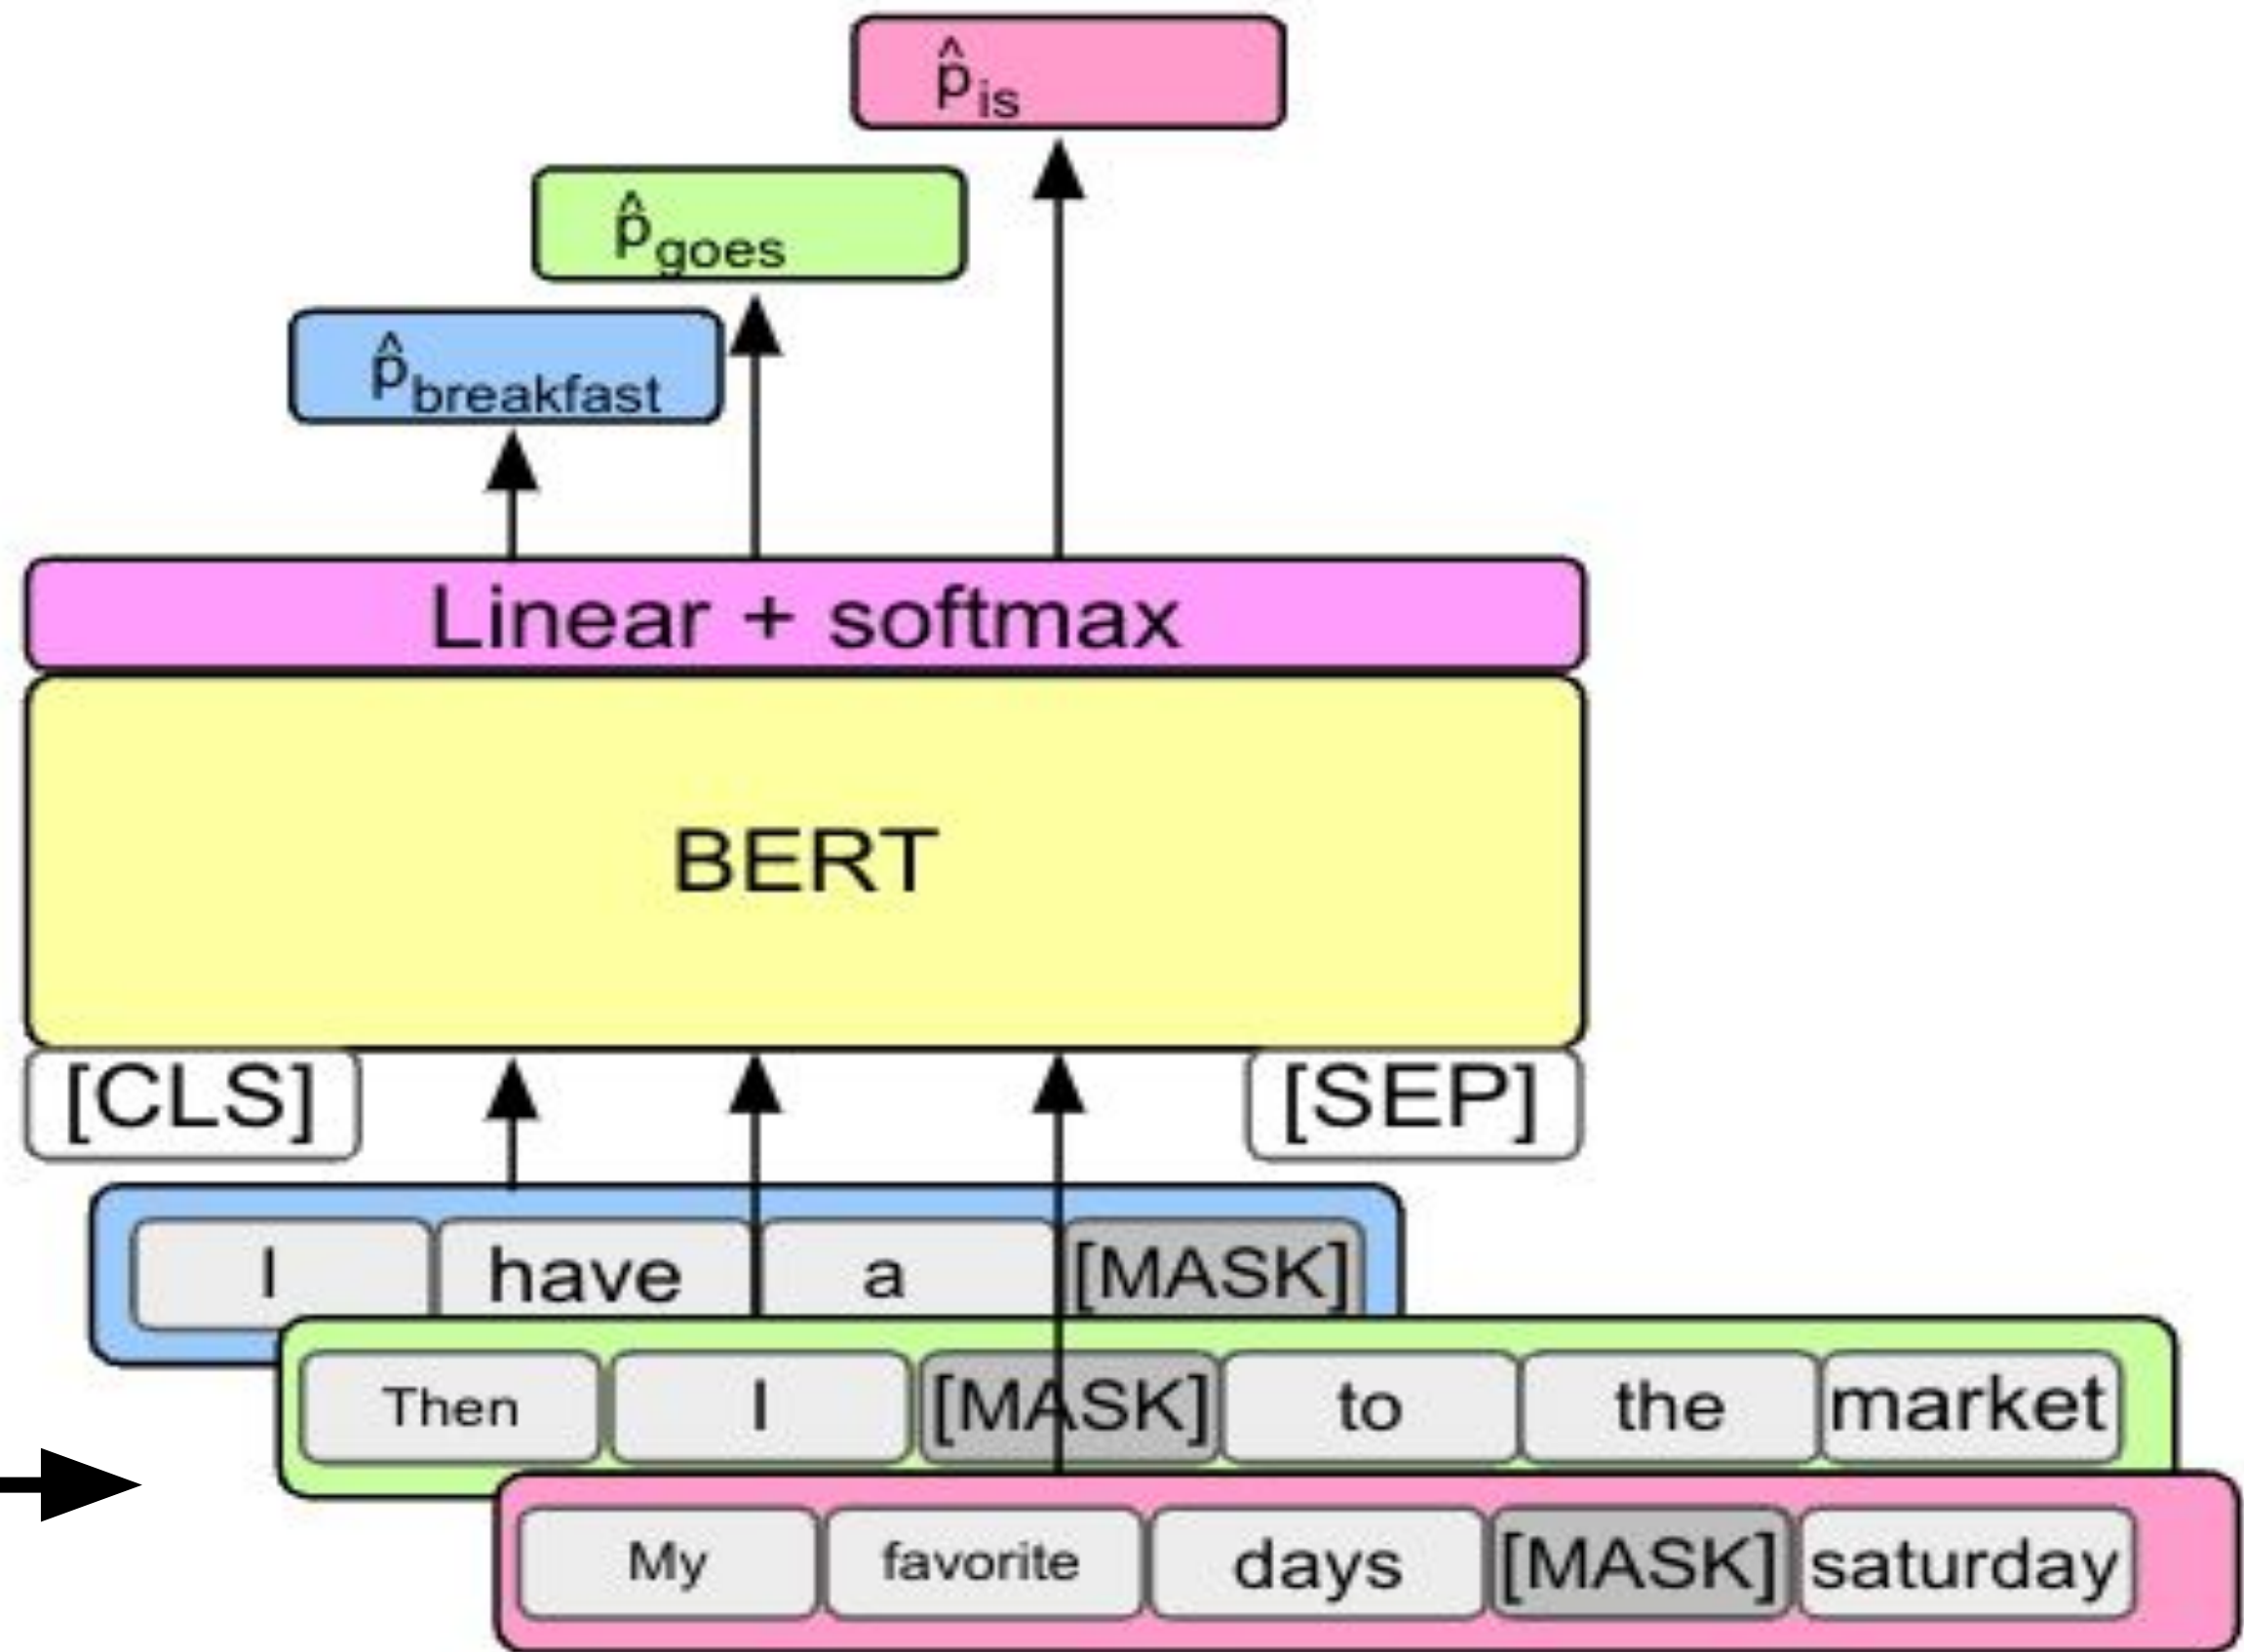 p̂is
p̂goes
p̂breakfast
Linear + softmax
BERT
[CLS] [SEP]
I have a [MASK]
Then I [MASK] to the market
My favorite days [MASK] saturday